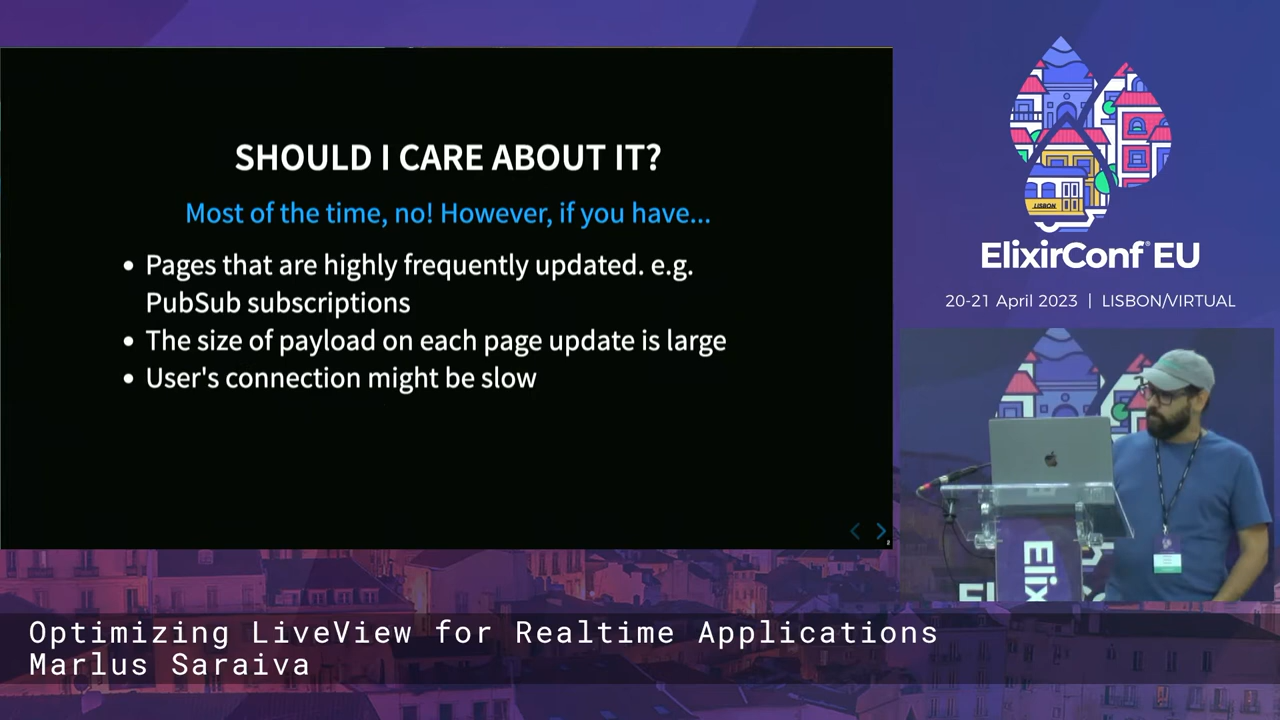 SHOULD I CARE ABOUT IT?
Most of the time, no! However, if you have...
• Pages that are highly frequently updated. e.g.
PubSub subscriptions
• The size of payload on each page update is large
• User's connection might be slow
LISBON
ElixirConf® EU
20-21 April 2023 | LISBON/VIRTUAL
Elix
Optimizing LiveView for Realtime Applications
Marlus Saraiva